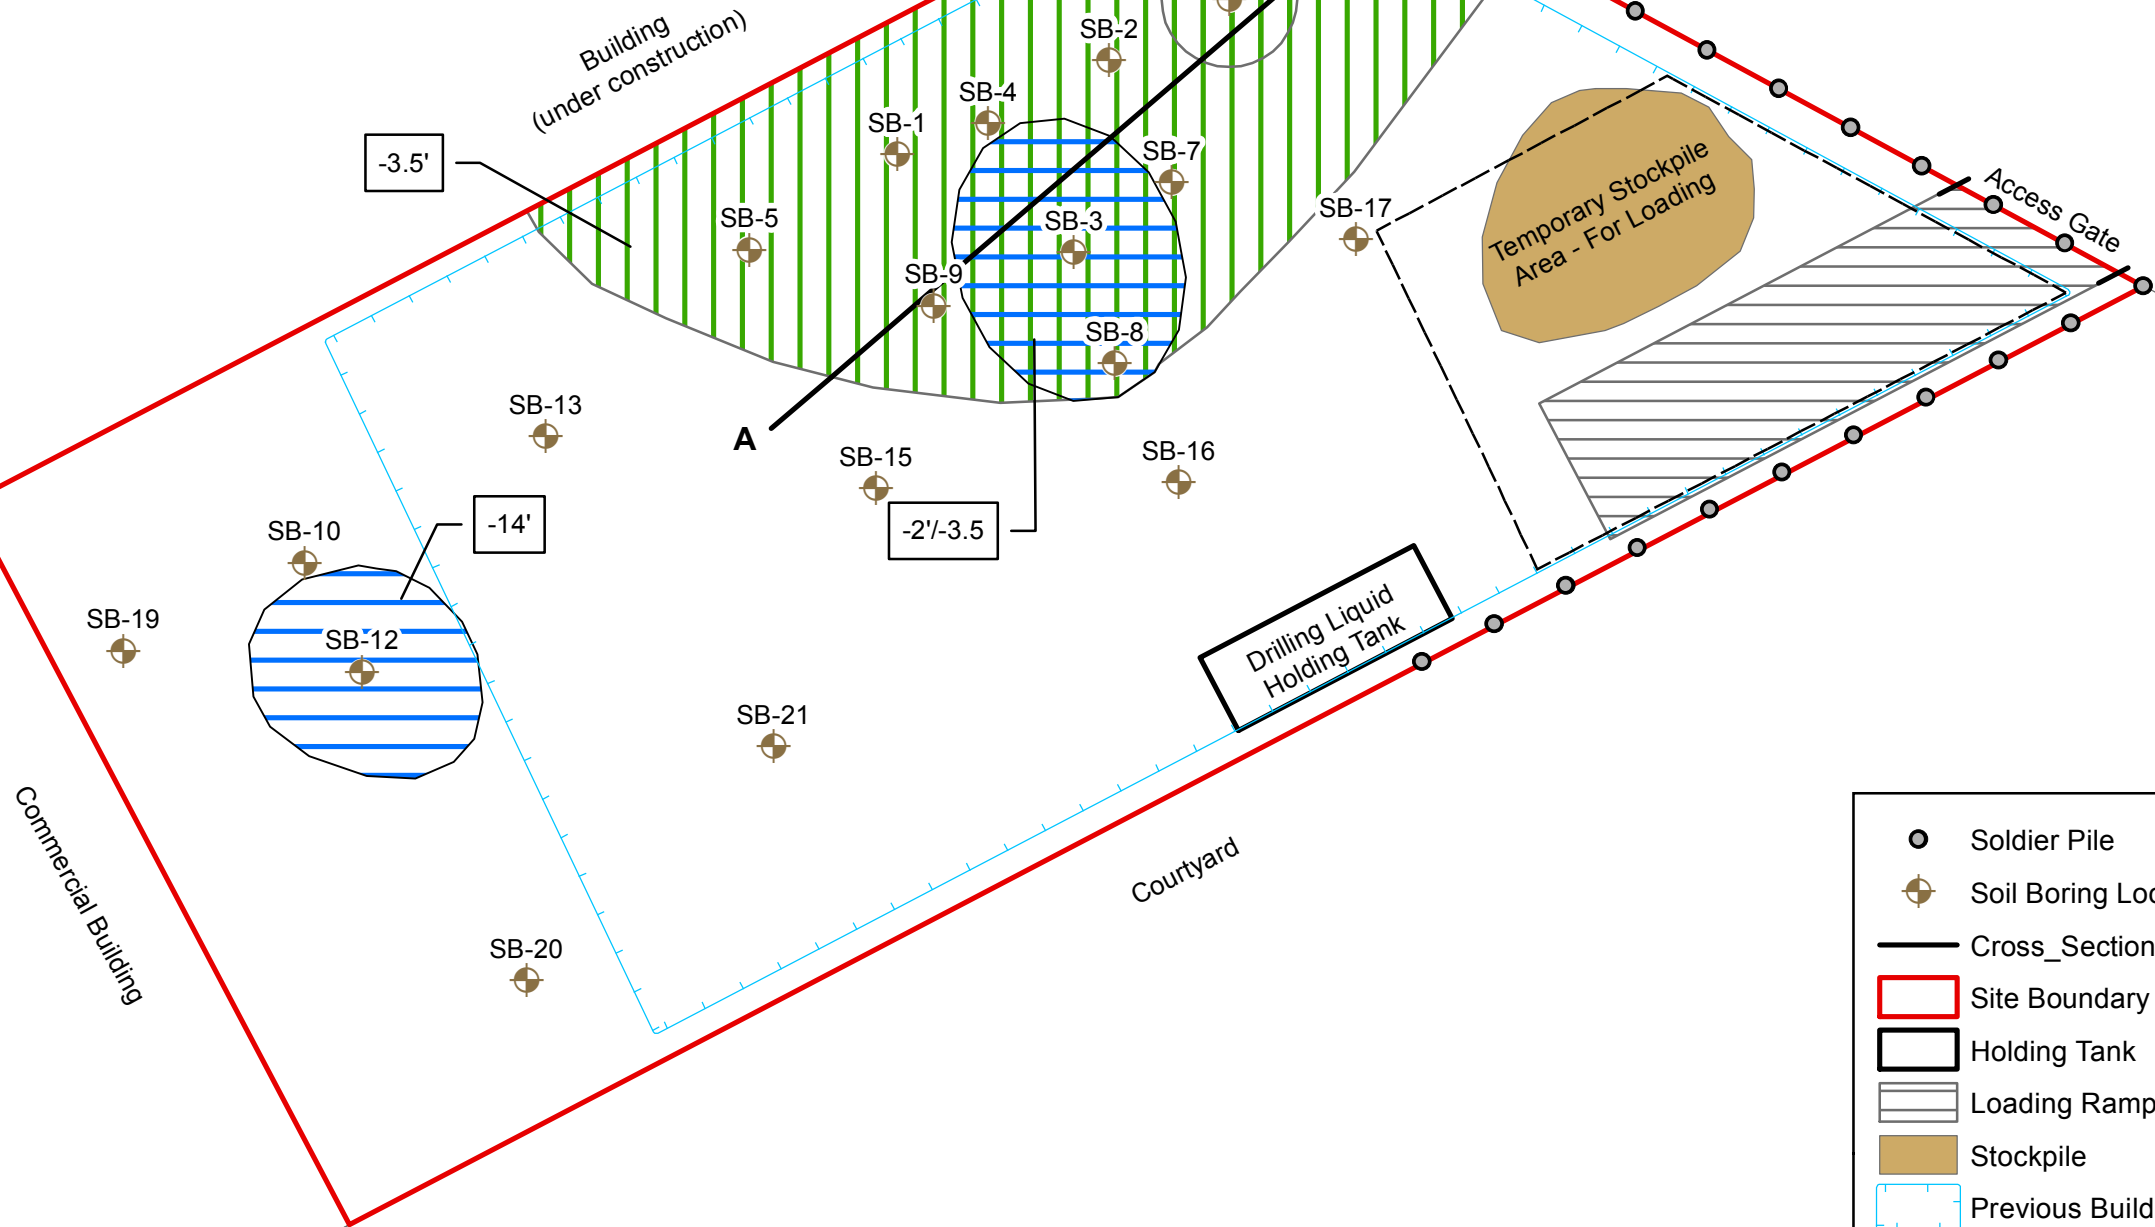 Building
(under construction)
SB-2
SB-4
SB-1
-3.5'
SB-7
SB-5
SB-3
SB-17
SB-9
SB-8
Temporary Stockpile
Area - For Loading
Access Gate
SB-13
A
SB-15
SB-16
-14'
-2'/-3.5
SB-10
SB-19
SB-12
Drilling Liquid
Holding Tank
SB-21
Commercial Building
Courtyard
SB-20
Soldier Pile
Soil Boring Loc
Cross_Section
Site Boundary
Holding Tank
Loading Ramp
Stockpile
Previous Build